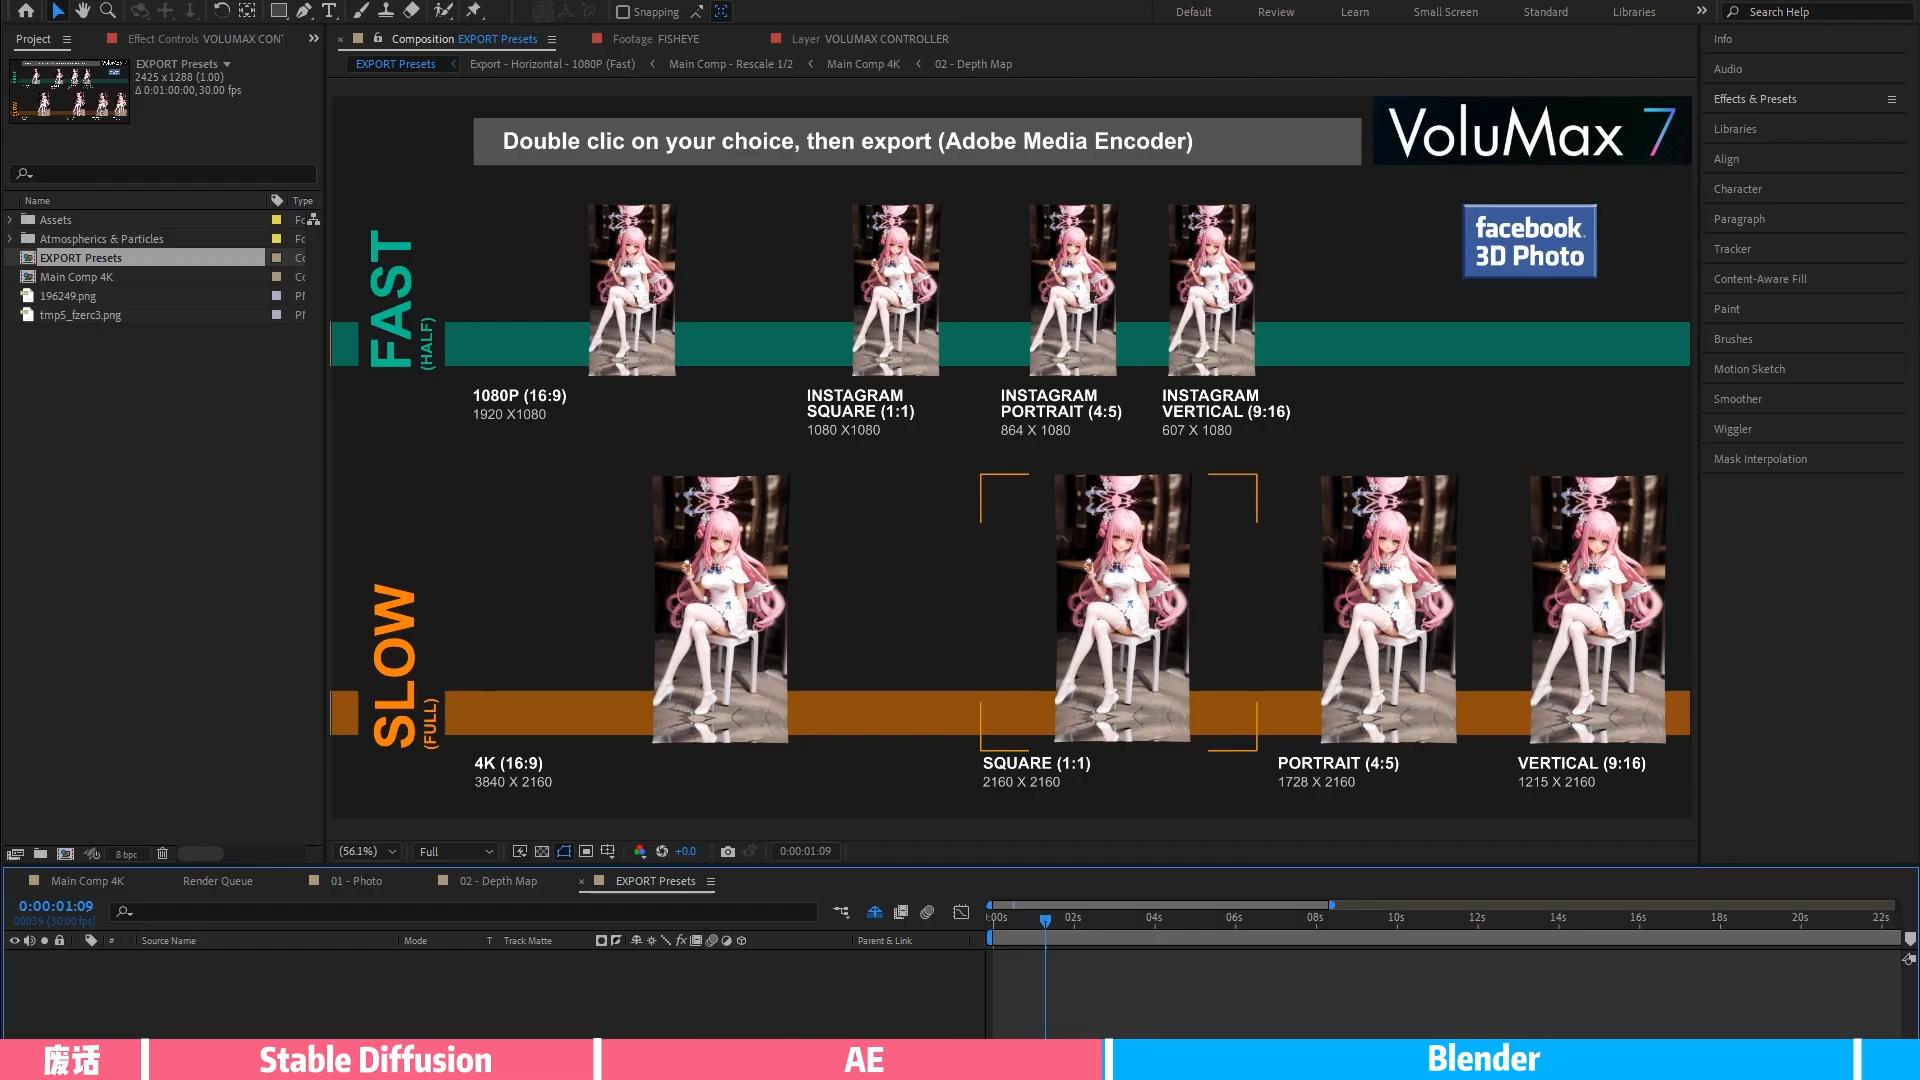 Snapping
Default
Review
Learn
Small Screen
Standard
Libraries
Search Help
Project
Effect Controls VOLUMAX CON
Composition EXPORT Presets
Footage FISHEYE
Layer VOLUMAX CONTROLLER
EXPORT Presets
2425 x 1288 (1.00)
Δ 0:01:00:00, 30.00 fps)
EXPORT Presets
Export - Horizontal - 1080P (Fast)
Main Comp - Rescale 1/2
Main Comp 4K
02 - Depth Map
Name
Type
Assets
Fc
Atmospherics & Particles
Fc
EXPORT Presets
Cc
Main Comp 4K
Cc
196249.png
tmp5_fzerc3.png
8 bpc
Double clic on your choice, then export (Adobe Media Encoder)
VoluMax 7
facebook.
3D Photo
FAST
(HALF)
1080P (16:9)
1920 X1080
INSTAGRAM
SQUARE (1:1)
1080 X1080
INSTAGRAM
PORTRAIT (4:5)
864 X 1080
INSTAGRAM
VERTICAL (9:16)
607 X 1080
SLOW
(FULL)
4K (16:9)
3840 X 2160
SQUARE (1:1)
2160 X 2160
PORTRAIT (4:5)
1728 X 2160
VERTICAL (9:16)
1215 X 2160
(56.1%)
Full
+0.0
0:00:01:09
Info
Audio
Effects & Presets
Libraries
Align
Character
Paragraph
Tracker
Content-Aware Fill
Paint
Brushes
Motion Sketch
Smoother
Wiggler
Mask Interpolation
Main Comp 4K
Render Queue
01 - Photo
02 - Depth Map
EXPORT Presets
0:00:01:09
00039 (30.00 fps)
):00s
02s
04s
06s
08s
10s
12s
14s
16s
18s
20s
22s
#
Source Name
Mode
T
Track Matte
fx
Parent & Link
废话
Stable Diffusion
AE
Blender